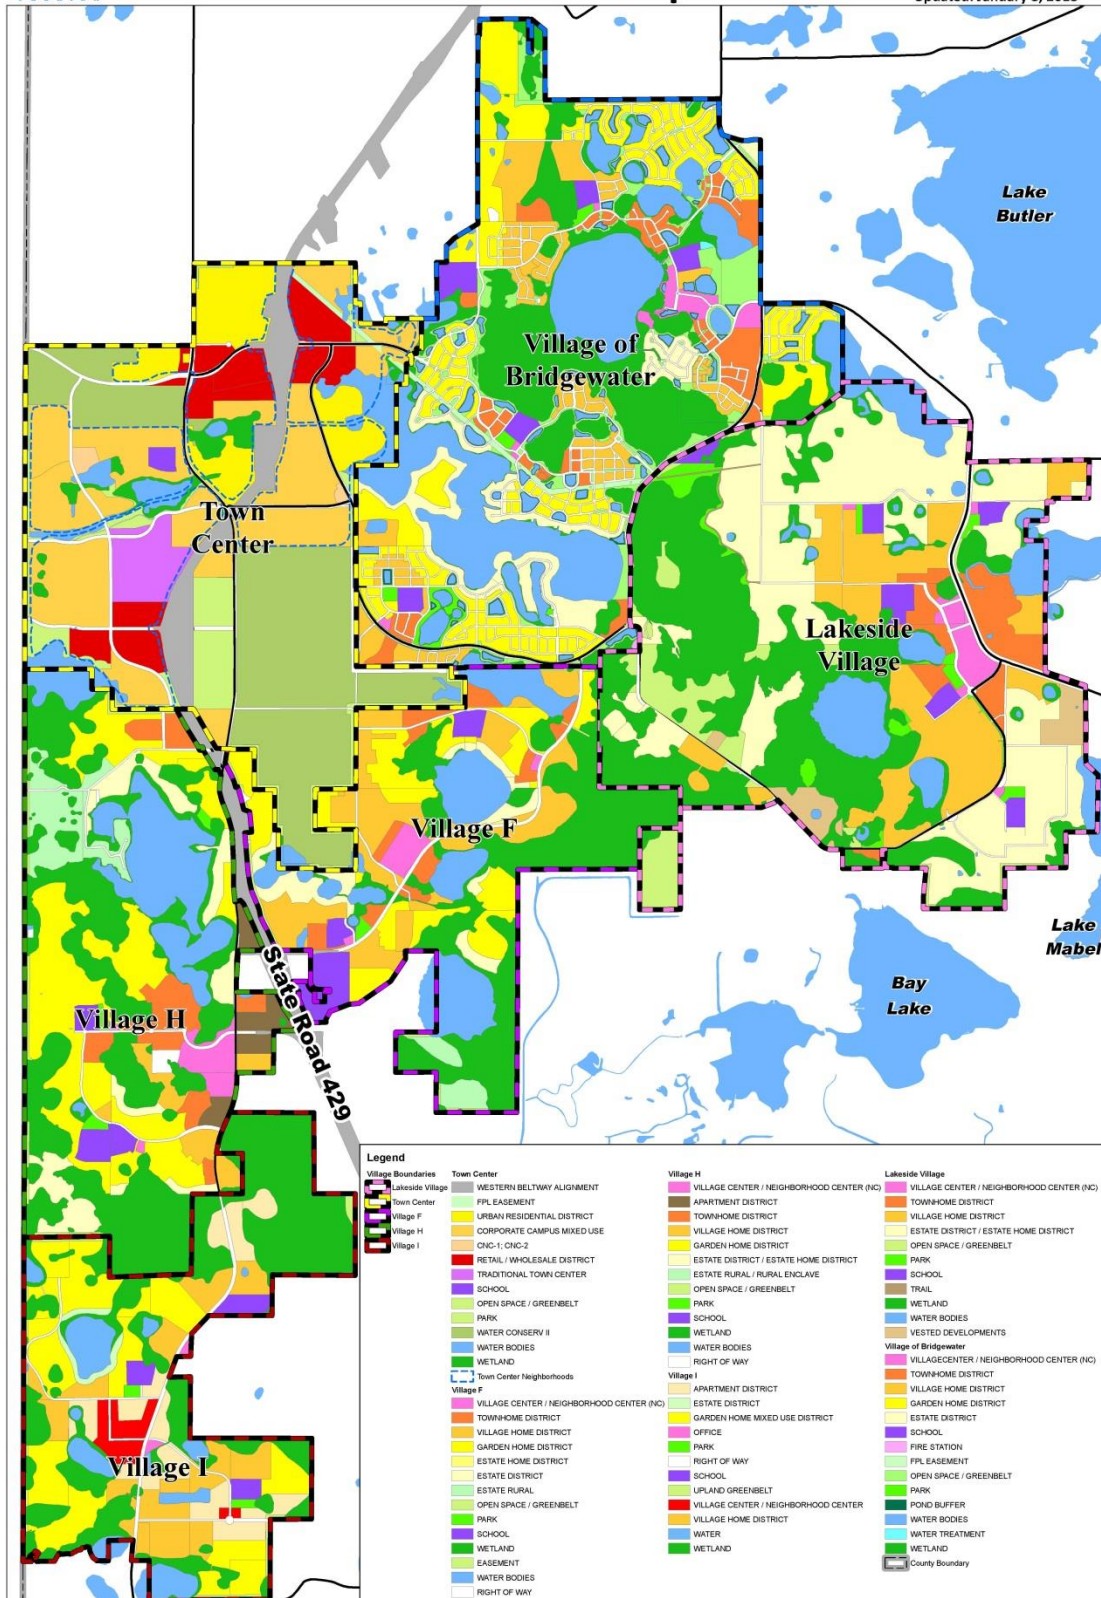 Updated January 8, 2018
Lake
Butler
Village of
Bridgewater
Town
Center
Lakeside
Village
Village F
Lake
Mabel
Bay
Lake
State Road 429
Village H
Village I
Legend
Village Boundaries
Lakeside Village
Town Center
Village F
Village H
Village I
Town Center
WESTERN BELTWAY ALIGNMENT
FPL EASEMENT
URBAN RESIDENTIAL DISTRICT
CORPORATE CAMPUS MIXED USE
CNC-1; CNC-2
RETAIL / WHOLESALE DISTRICT
TRADITIONAL TOWN CENTER
SCHOOL
OPEN SPACE / GREENBELT
PARK
WATER CONSERV II
WATER BODIES
WETLAND
Town Center Neighborhoods
Village F
VILLAGE CENTER / NEIGHBORHOOD CENTER (NC)
TOWNHOME DISTRICT
VILLAGE HOME DISTRICT
GARDEN HOME DISTRICT
ESTATE HOME DISTRICT
ESTATE DISTRICT
ESTATE RURAL
OPEN SPACE / GREENBELT
PARK
SCHOOL
WETLAND
EASEMENT
WATER BODIES
RIGHT OF WAY
Village H
VILLAGE CENTER / NEIGHBORHOOD CENTER (NC)
APARTMENT DISTRICT
TOWNHOME DISTRICT
VILLAGE HOME DISTRICT
GARDEN HOME DISTRICT
ESTATE DISTRICT / ESTATE HOME DISTRICT
ESTATE RURAL / RURAL ENCLAVE
OPEN SPACE / GREENBELT
PARK
SCHOOL
WETLAND
WATER BODIES
RIGHT OF WAY
Village I
APARTMENT DISTRICT
ESTATE DISTRICT
GARDEN HOME MIXED USE DISTRICT
OFFICE
PARK
RIGHT OF WAY
SCHOOL
UPLAND GREENBELT
VILLAGE CENTER / NEIGHBORHOOD CENTER
VILLAGE HOME DISTRICT
WATER
WETLAND
Lakeside Village
VILLAGE CENTER / NEIGHBORHOOD CENTER (NC)
TOWNHOME DISTRICT
VILLAGE HOME DISTRICT
ESTATE DISTRICT / ESTATE HOME DISTRICT
OPEN SPACE / GREENBELT
PARK
SCHOOL
TRAIL
WETLAND
WATER BODIES
VESTED DEVELOPMENTS
Village of Bridgewater
VILLAGECENTER / NEIGHBORHOOD CENTER (NC)
TOWNHOME DISTRICT
VILLAGE HOME DISTRICT
GARDEN HOME DISTRICT
ESTATE DISTRICT
SCHOOL
FIRE STATION
FPL EASEMENT
OPEN SPACE / GREENBELT
PARK
POND BUFFER
WATER BODIES
WATER TREATMENT
WETLAND
County Boundary